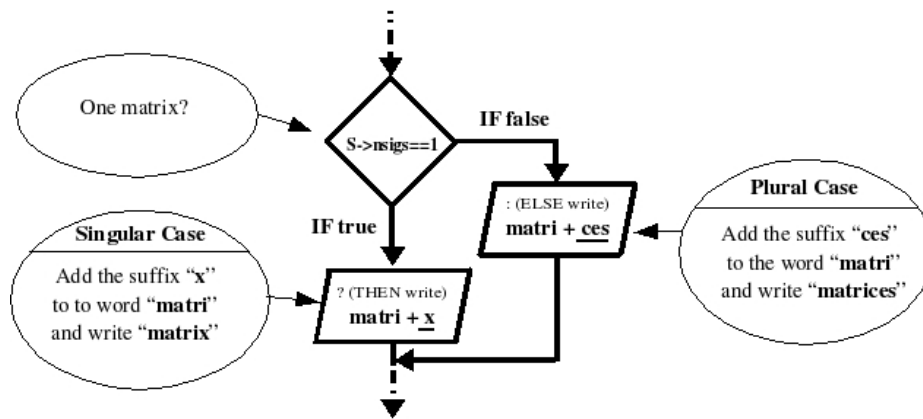 One matrix?
S->nsigs==1
IF false
IF true
: (ELSE write)
matri + ces
Plural Case
Add the suffix “ces”
to the word “matri”
and write “matrices”
Singular Case
Add the suffix “x”
to to word “matri”
and write “matrix”
? (THEN write)
matri + x